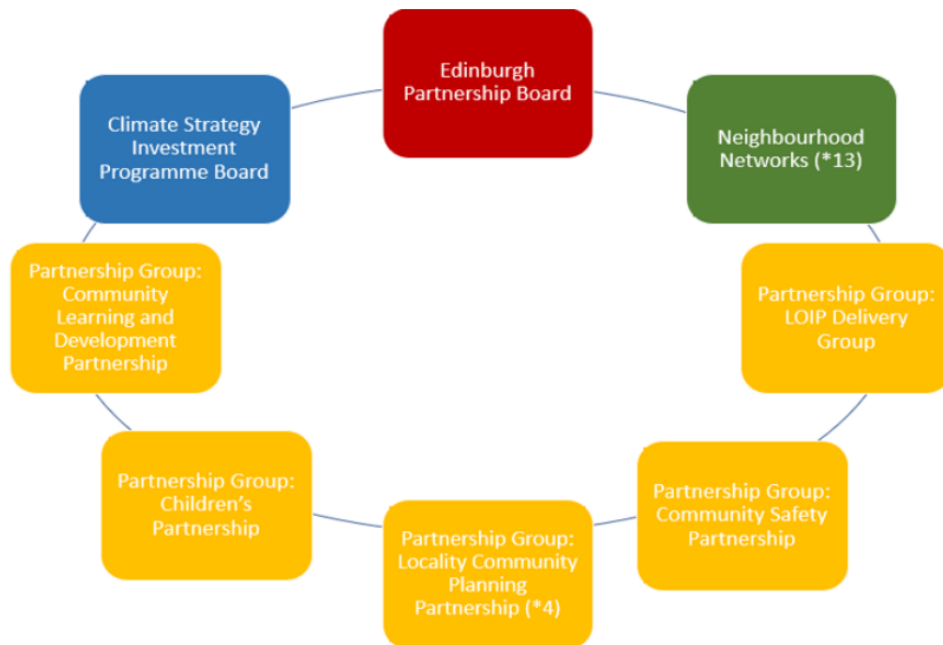 Edinburgh
Partnership Board
Climate Strategy
Investment
Programme Board
Neighbourhood
Networks (*13)
Partnership Group:
Community
Learning and
Development
Partnership
Partnership Group:
LOIP Delivery
Group
Partnership Group:
Children’s
Partnership
Partnership Group:
Community Safety
Partnership
Partnership Group:
Locality Community
Planning
Partnership (*4)